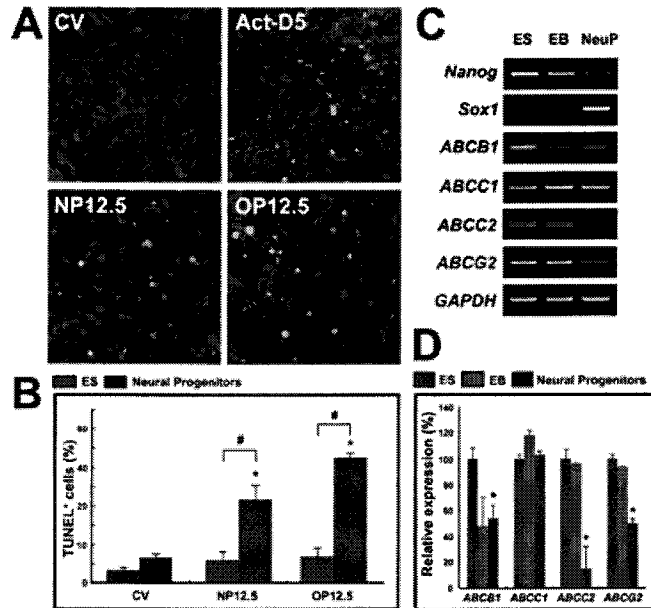 A
CV
Act-D5
NP12.5
OP12.5
C
ES EB NeuP
Nanog
Sox1
ABCB1
ABCC1
ABCC2
ABCG2
GAPDH
B
ES Neural Progenitors
TUNEL+ cells (%)
10
0
# *
# *
CV NP12.5 OP12.5
D
ES EB Neural Progenitors
Relative expression (%)
140
120
100
80
60
40
20
0
* * *
ABCB1 ABCC1 ABCC2 ABCG2